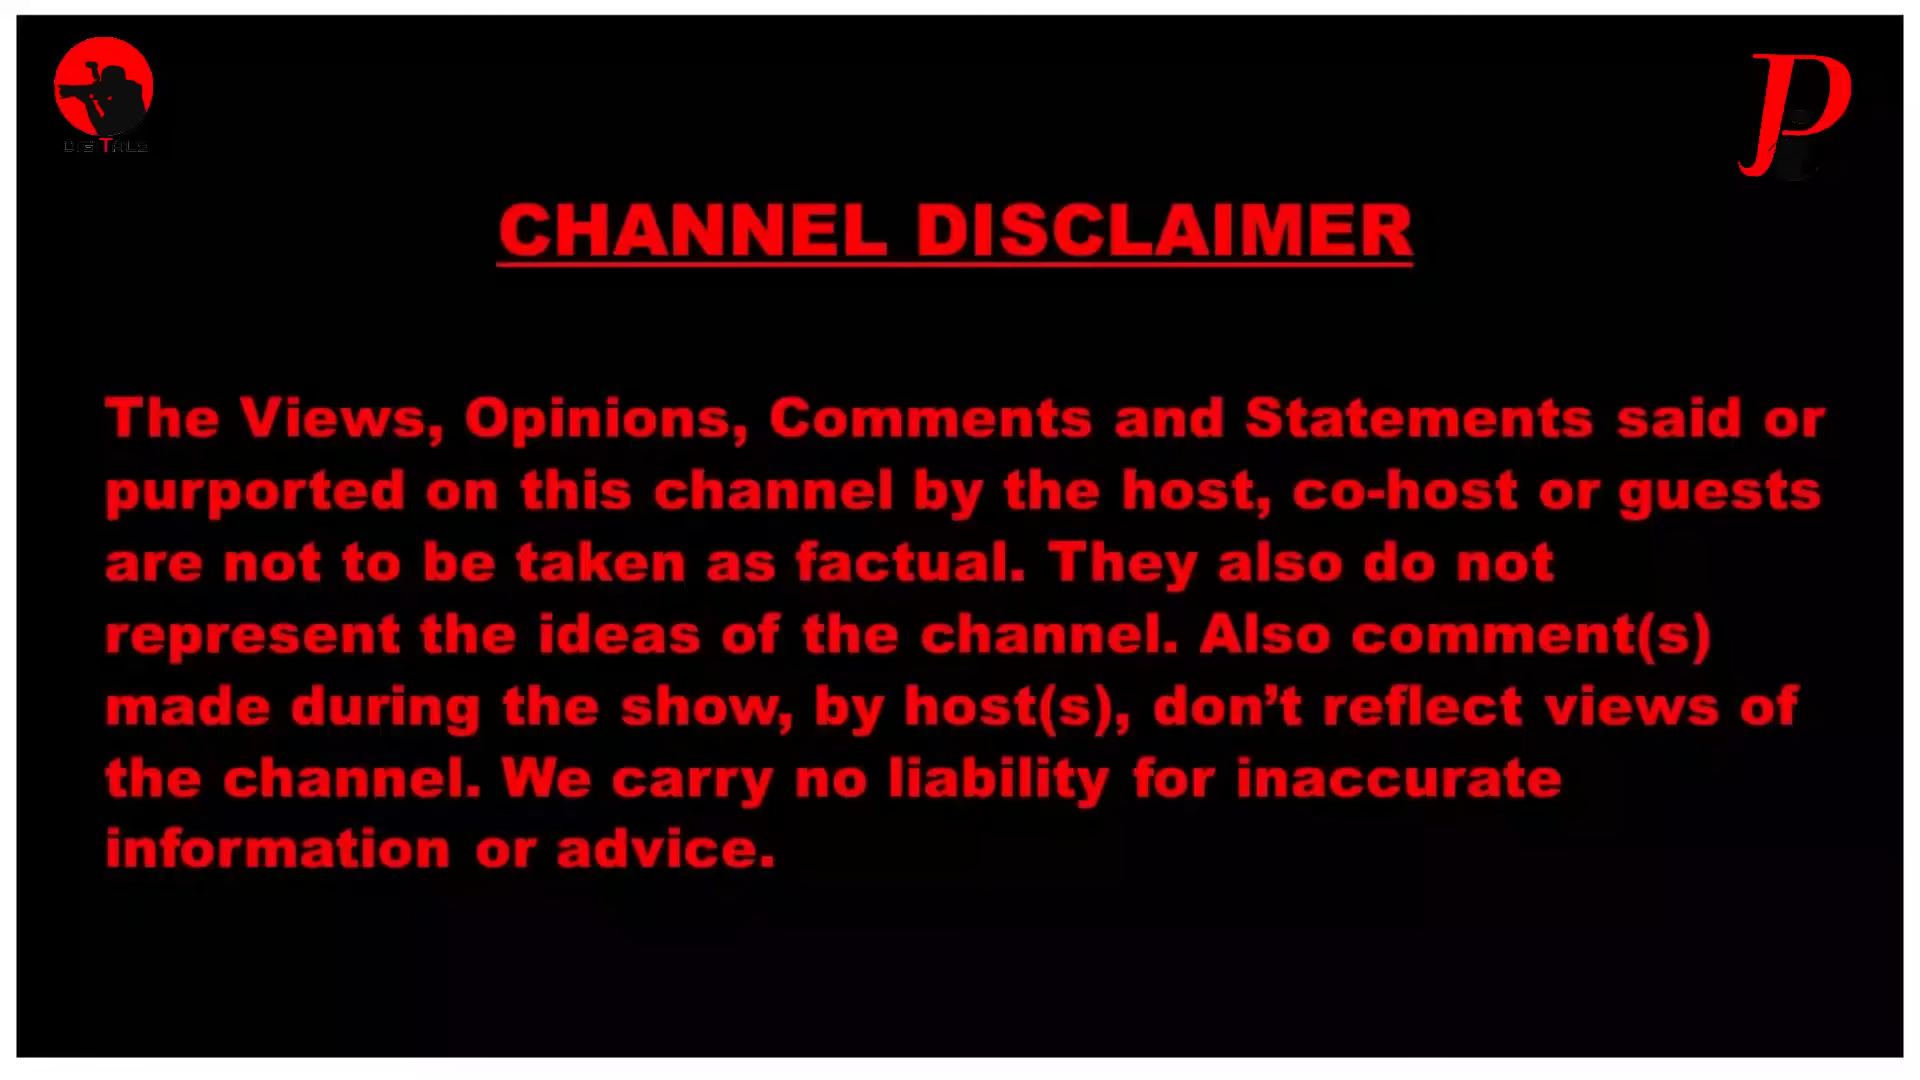 CHANNEL DISCLAIMER
The Views, Opinions, Comments and Statements said or
purported on this channel by the host, co-host or guests
are not to be taken as factual. They also do not
represent the ideas of the channel. Also comment(s)
made during the show, by host(s), don’t reflect views of
the channel. We carry no liability for inaccurate
information or advice.